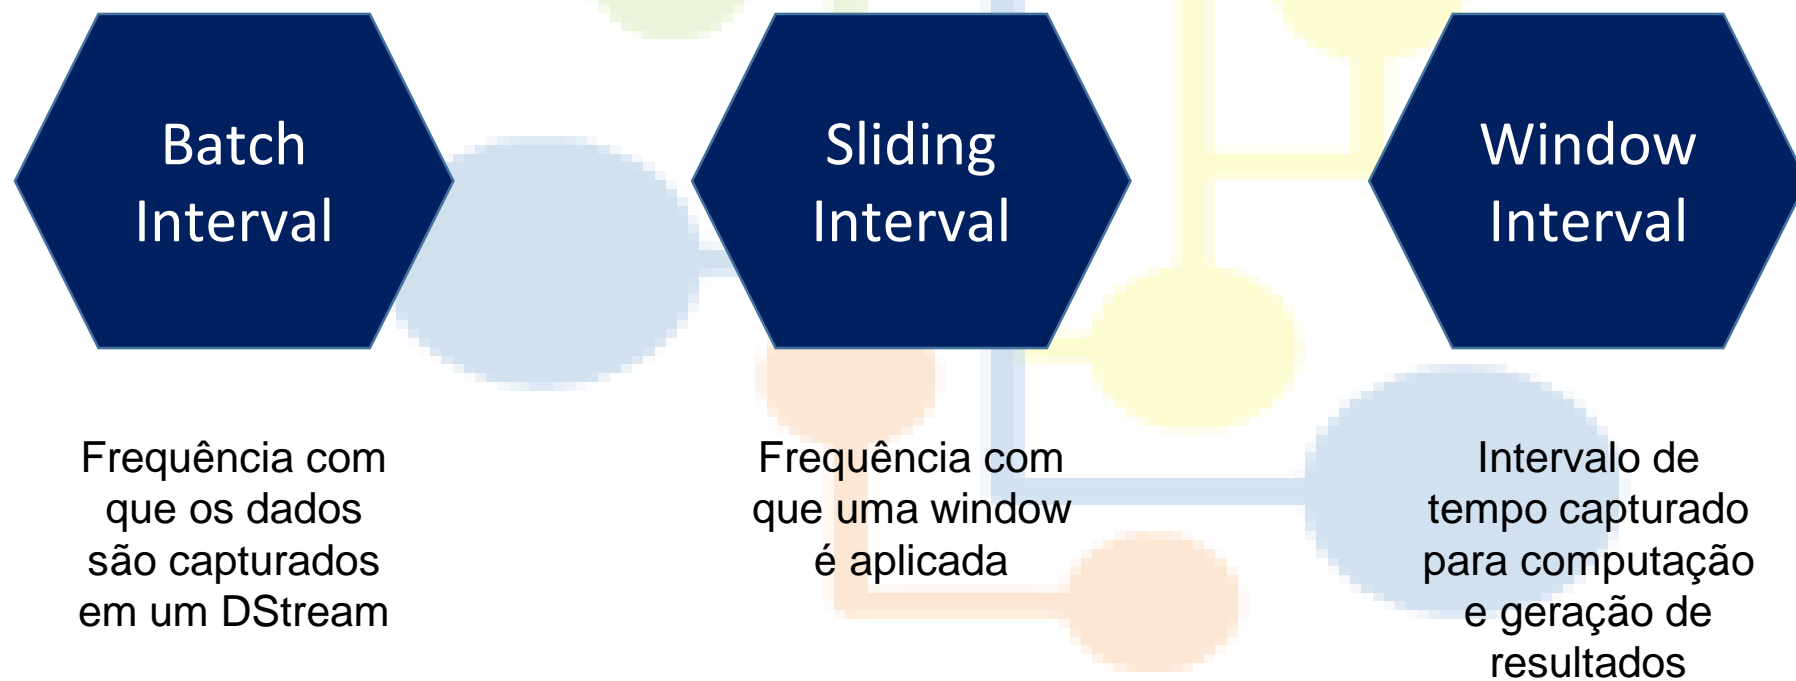 Batch
Interval
Frequência com
que os dados
são capturados
em um DStream
Sliding
Interval
Frequência com
que uma window
é aplicada
Window
Interval
Intervalo de
tempo capturado
para computação
e geração de
resultados